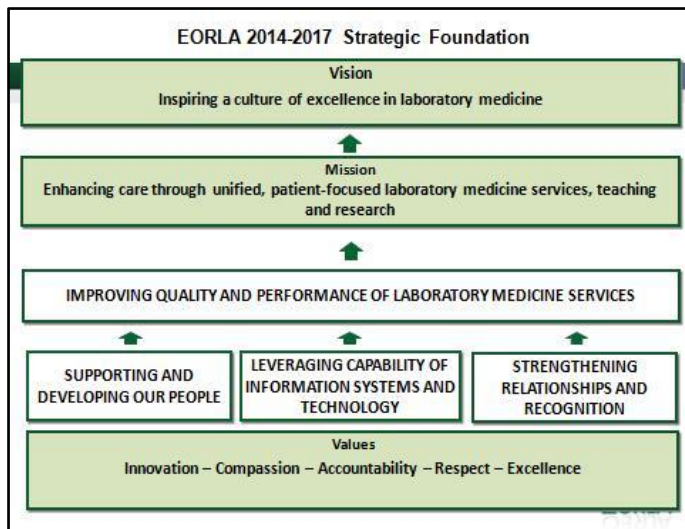 EORLA 2014-2017 Strategic Foundation
Vision
Inspiring a culture of excellence in laboratory medicine
Mission
Enhancing care through unified, patient-focused laboratory medicine services, teaching
and research
IMPROVING QUALITY AND PERFORMANCE OF LABORATORY MEDICINE SERVICES
SUPPORTING AND
DEVELOPING OUR PEOPLE
LEVERAGING CAPABILITY OF
INFORMATION SYSTEMS AND
TECHNOLOGY
STRENGTHENING
RELATIONSHIPS AND
RECOGNITION
Values
Innovation – Compassion – Accountability – Respect – Excellence